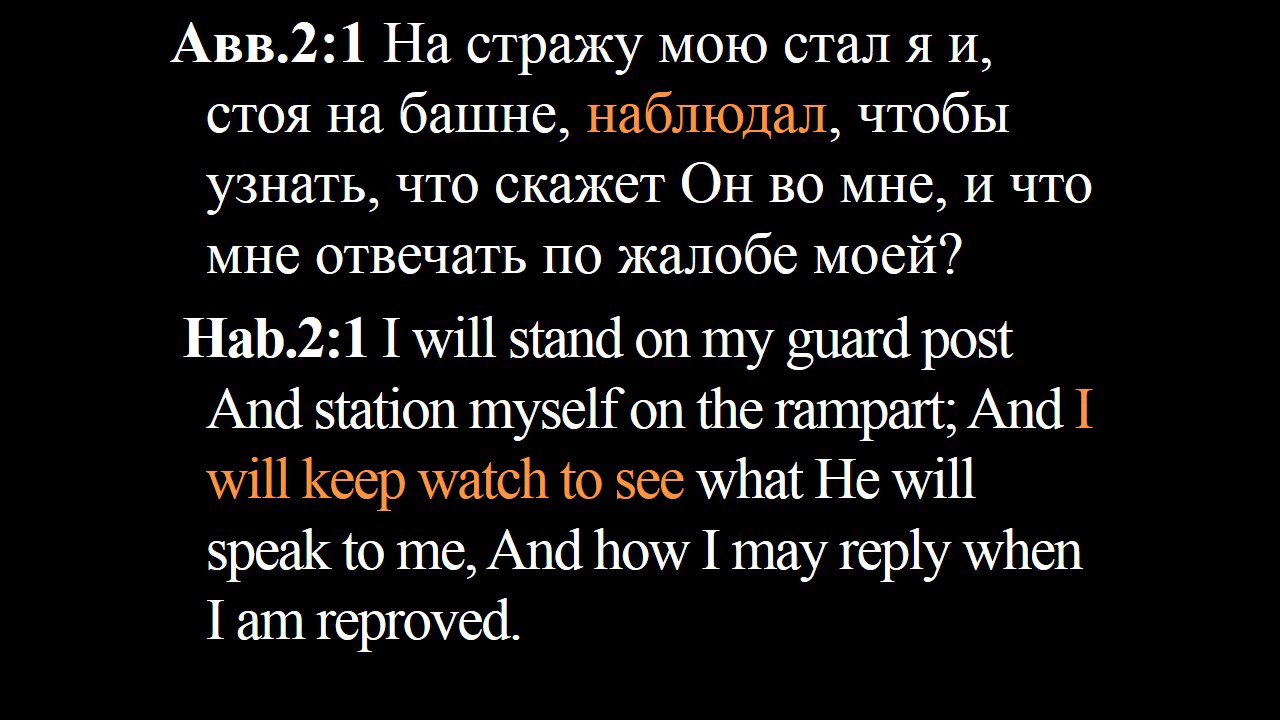 Авв.2:1 На стражу мою стал я и,
стоя на башне, наблюдал, чтобы
узнать, что скажет Он во мне, и что
мне отвечать по жалобе моей?
Hab.2:1 I will stand on my guard post
And station myself on the rampart; And I
will keep watch to see what He will
speak to me, And how I may reply when
I am reproved.